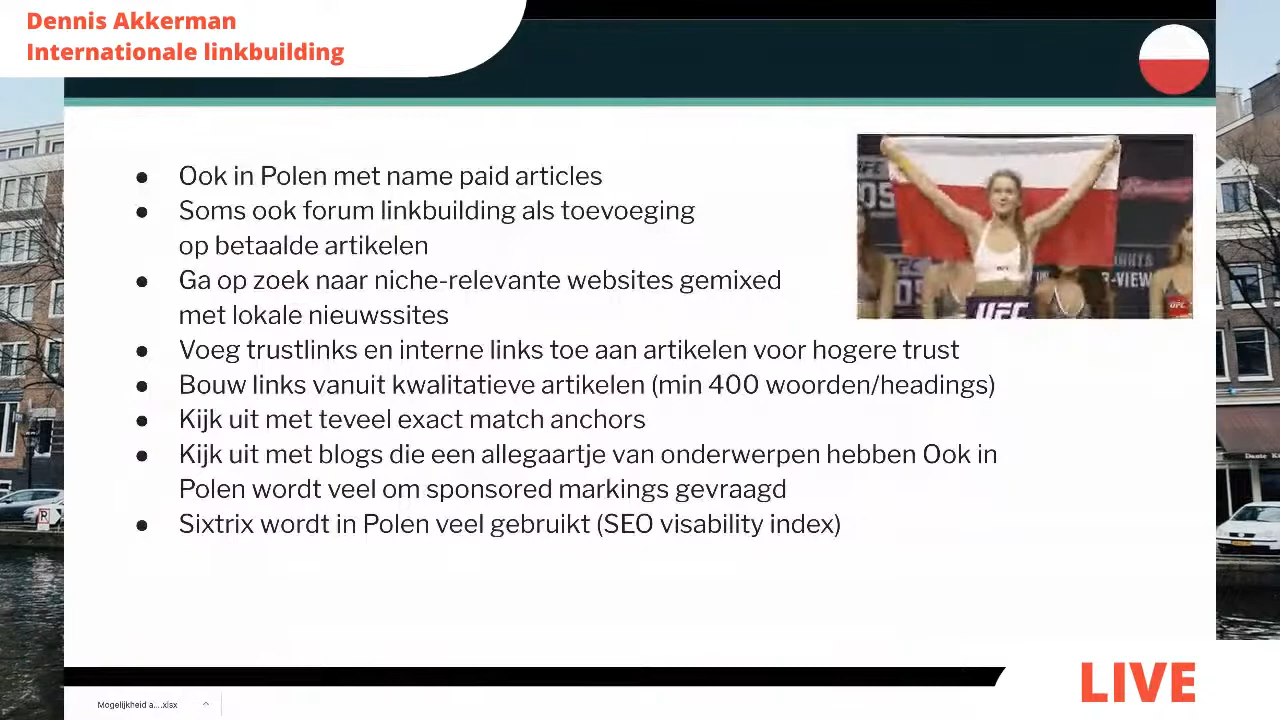 Dennis Akkerman
Internationale linkbuilding
● Ook in Polen met name paid articles
● Soms ook forum linkbuilding als toevoeging
op betaalde artikelen
● Ga op zoek naar niche-relevante websites gemixed
met lokale nieuwssites
● Voeg trustlinks en interne links toe aan artikelen voor hogere trust
● Bouw links vanuit kwalitatieve artikelen (min 400 woorden/headings)
● Kijk uit met teveel exact match anchors
● Kijk uit met blogs die een allegaartje van onderwerpen hebben Ook in
Polen wordt veel om sponsored markings gevraagd
● Sixtrix wordt in Polen veel gebruikt (SEO visability index)
UFC
UFC
LIVE
Mogelijkheid a....xlsx